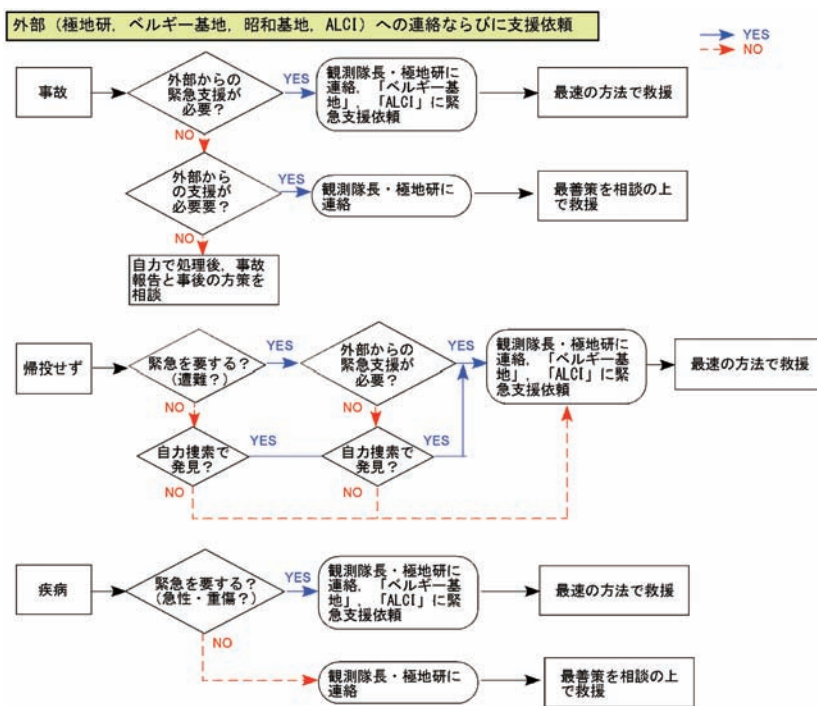 外部（極地研，ベルギー基地，昭和基地，ALCI）への連絡ならびに支援依頼
YES
NO
事故
外部からの
緊急支援が
必要？
YES
観測隊長・極地研に
連絡，「ベルギー基
地」，「ALCI」に緊
急支援依頼
最速の方法で救援
NO
外部から
の支援が
必要要？
YES
観測隊長・極地研に
連絡
最善策を相談の上
で救援
NO
自力で処理後，事故
報告と事後の方策を
相談
帰投せず
緊急を要する？
（遭難？）
YES
外部からの
緊急支援が
必要？
YES
観測隊長・極地研に
連絡，「ベルギー基
地」，「ALCI」に緊
急支援依頼
最速の方法で救援
NO
NO
自力捜索で
発見？
YES
自力捜索で
発見？
YES
NO
NO
疾病
緊急を要する？
（急性・重傷？）
YES
観測隊長・極地研に
連絡，「ベルギー基
地」，「ALCI」に緊
急支援依頼
最速の方法で救援
NO
観測隊長・極地研に
連絡
最善策を相談の上
で救援